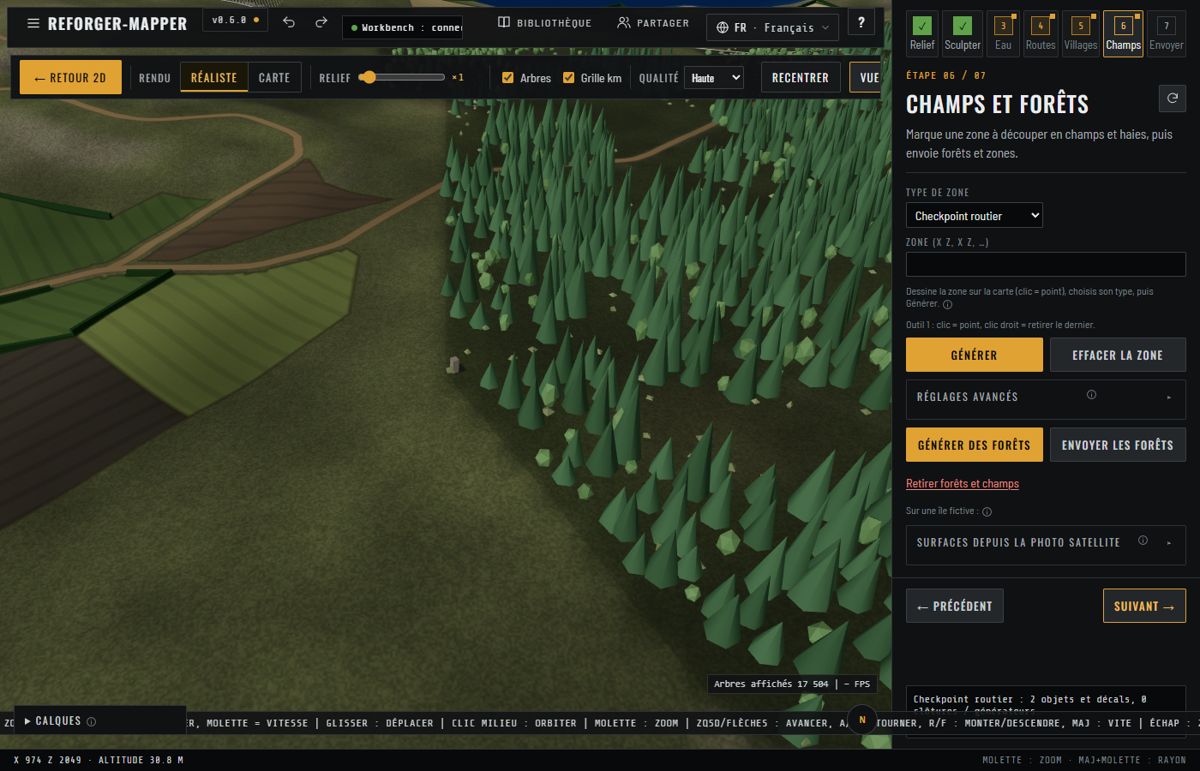 REFORGER-MAPPER
v0.6.0
Workbench : connec
BIBLIOTHÈQUE
PARTAGER
FR · Français
?
← RETOUR 2D
RENDU
RÉALISTE
CARTE
RELIEF
×1
Arbres
Grille km
QUALITÉ
Haute
RECENTRER
VUE
✓ Relief
✓ Sculpter
3 Eau
4 Routes
5 Villages
6 Champs
7 Envoyer
ÉTAPE 06 / 07
CHAMPS ET FORÊTS
Marque une zone à découper en champs et haies, puis
envoie forêts et zones.
TYPE DE ZONE
Checkpoint routier
ZONE (X Z, X Z, …)
Dessine la zone sur la carte (clic = point), choisis son type, puis
Générer.
Outil 1 : clic = point, clic droit = retirer le dernier.
GÉNÉRER
EFFACER LA ZONE
RÉGLAGES AVANCÉS
GÉNÉRER DES FORÊTS
ENVOYER LES FORÊTS
Retirer forêts et champs
Sur une île fictive :
SURFACES DEPUIS LA PHOTO SATELLITE
← PRÉCÉDENT
SUIVANT →
Checkpoint routier : 2 objets et décals, 0
Arbres affichés 17 504 | – FPS
CALQUES
R, MOLETTE = VITESSE | GLISSER : DÉPLACER | CLIC MILIEU : ORBITER | MOLETTE : ZOOM | ZQSD/FLÈCHES : AVANCER, A/ TOURNER, R/F : MONTER/DESCENDRE, MAJ : VITE | ÉCHAP :
N
X 974 Z 2049 · ALTITUDE 30.8 M
MOLETTE : ZOOM · MAJ+MOLETTE : RAYON